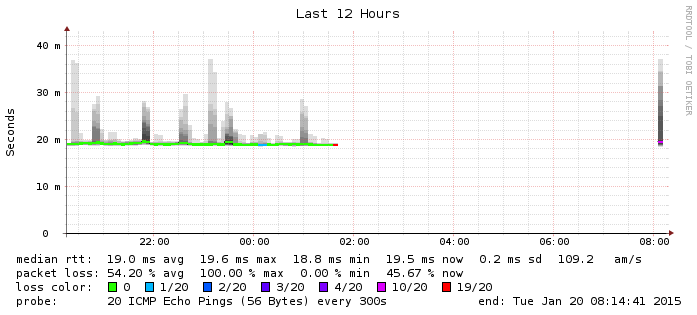 Last 12 Hours
RRDTOOL / TOBI OETIKER
Seconds
40 m
30 m
20 m
10 m
0
22:00 00:00 02:00 04:00 06:00 08:00
median rtt: 19.0 ms avg 19.6 ms max 18.8 ms min 19.5 ms now 0.2 ms sd 109.2 am/s
packet loss: 54.20 % avg 100.00 % max 0.00 % min 45.67 % now
loss color: 0 1/20 2/20 3/20 4/20 10/20 19/20
probe: 20 ICMP Echo Pings (56 Bytes) every 300s end: Tue Jan 20 08:14:41 2015